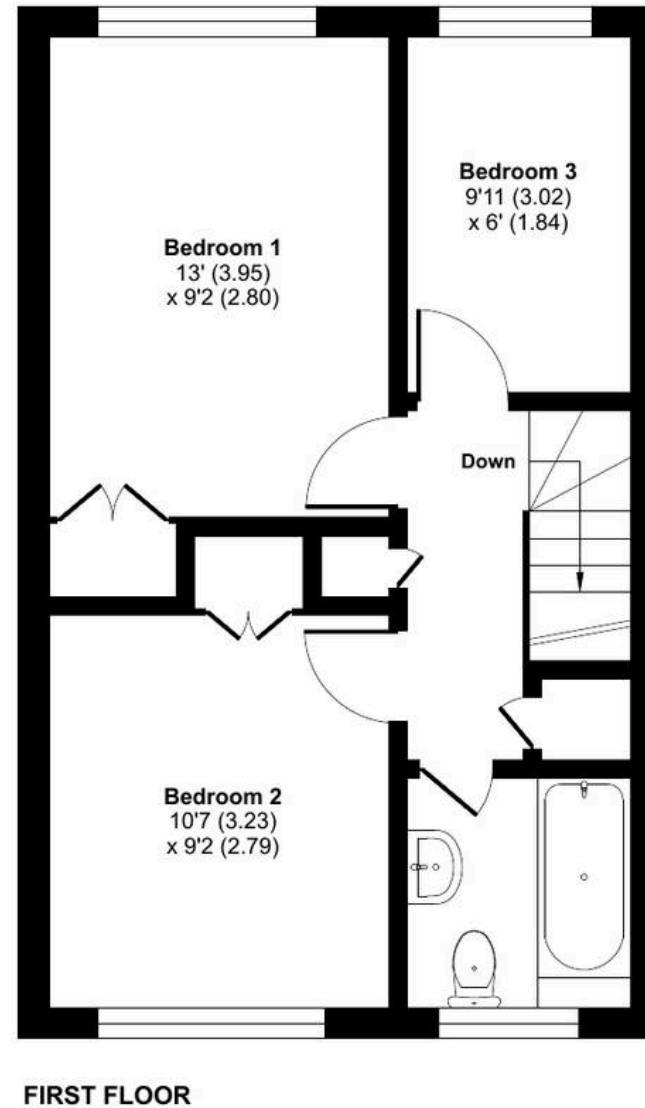 Bedroom 3
9'11 (3.02)
x 6' (1.84)
Bedroom 1
13' (3.95)
x 9'2 (2.80)
Down
Bedroom 2
10'7 (3.23)
x 9'2 (2.79)
FIRST FLOOR